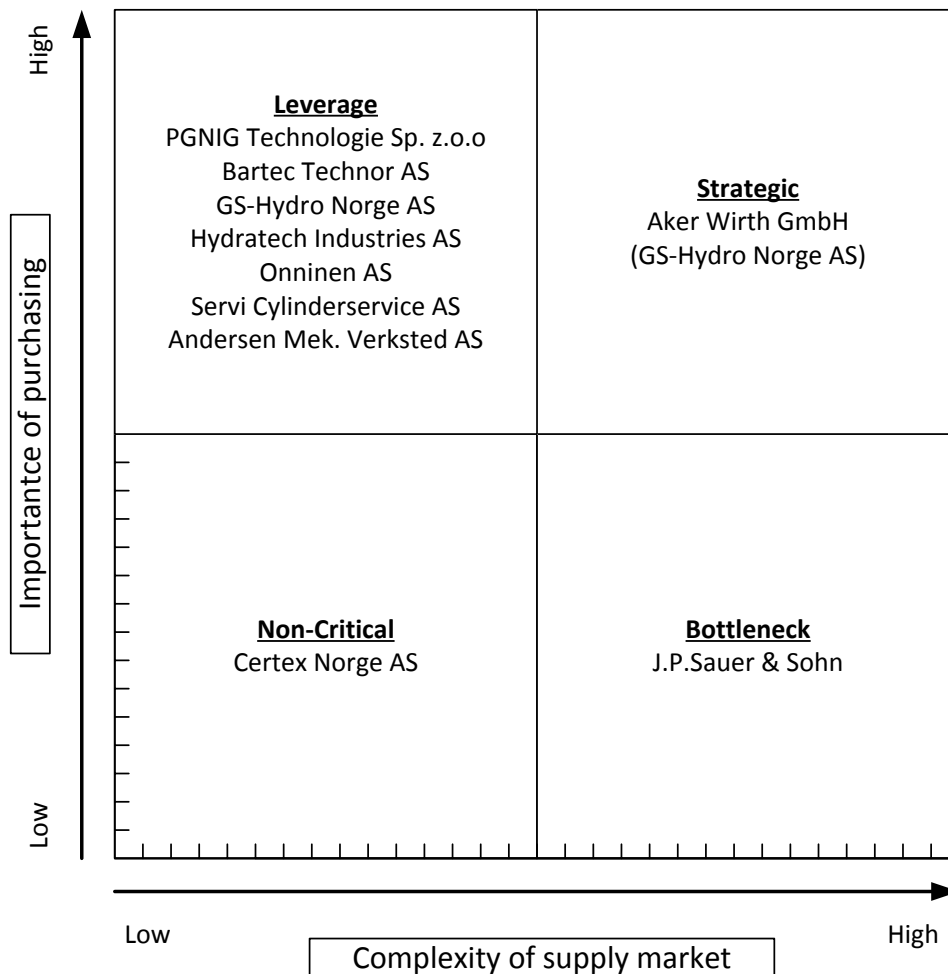 High
Leverage
PGNIG Technologie Sp. z.o.o
Bartec Technor AS
GS-Hydro Norge AS
Hydratech Industries AS
Onninen AS
Servi Cylinderservice AS
Andersen Mek. Verksted AS
Strategic
Aker Wirth GmbH
(GS-Hydro Norge AS)
Importantce of purchasing
Non-Critical
Certex Norge AS
Bottleneck
J.P.Sauer & Sohn
Low
Low
High
Complexity of supply market